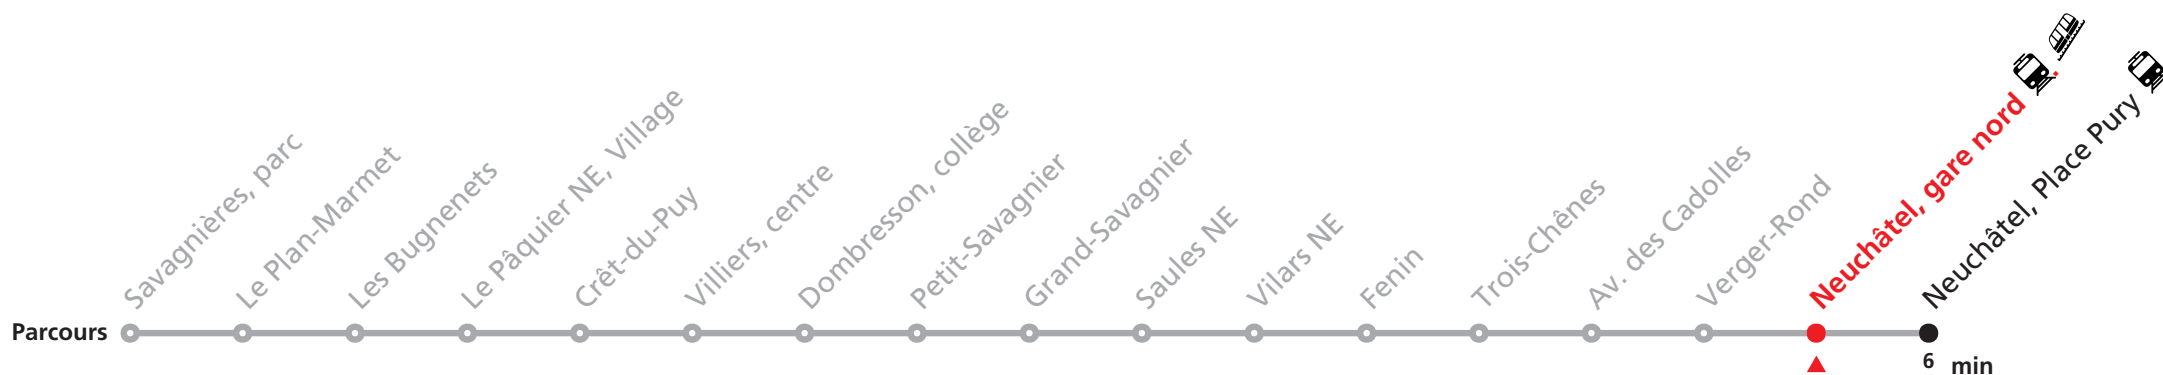 Savagnières, parc
Le Plan-Marmet
Les Bugnenets
Le Pâquier NE, Village
Crêt-du-Puy
Villiers, centre
Dombresson, collège
Petit-Savagnier
Grand-Savagnier
Saules NE
Vilars NE
Fenin
Trois-Chênes
Av. des Cadolles
Verger-Rond
Neuchâtel, gare nord
Neuchâtel, Place Pury
Parcours
6 min